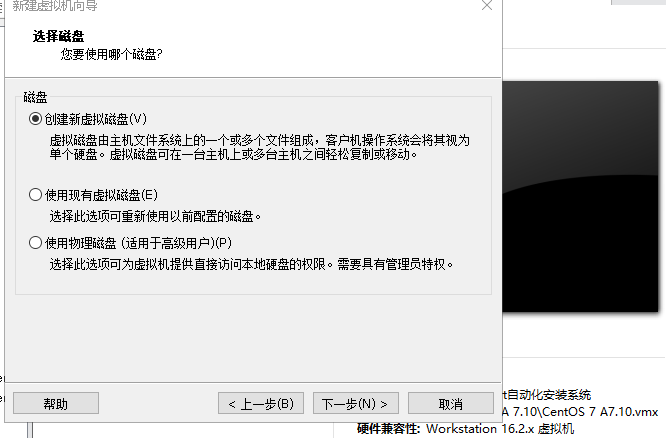 新建虚拟机向导
选择磁盘
您要使用哪个磁盘?
磁盘
创建新虚拟磁盘(V)
虚拟磁盘由主机文件系统上的一个或多个文件组成，客户机操作系统会将其视为
单个硬盘。虚拟磁盘可在一台主机上或多台主机之间轻松复制或移动。
使用现有虚拟磁盘(E)
选择此选项可重新使用以前配置的磁盘。
使用物理磁盘 (适用于高级用户)(P)
选择此选项可为虚拟机提供直接访问本地硬盘的权限。需要具有管理员特权。
帮助
< 上一步(B)
下一步(N) >
取消
t自动化安装系统
A 7.10\CentOS 7 A7.10.vmx
硬件兼容性: Workstation 16.2.x 虚拟机